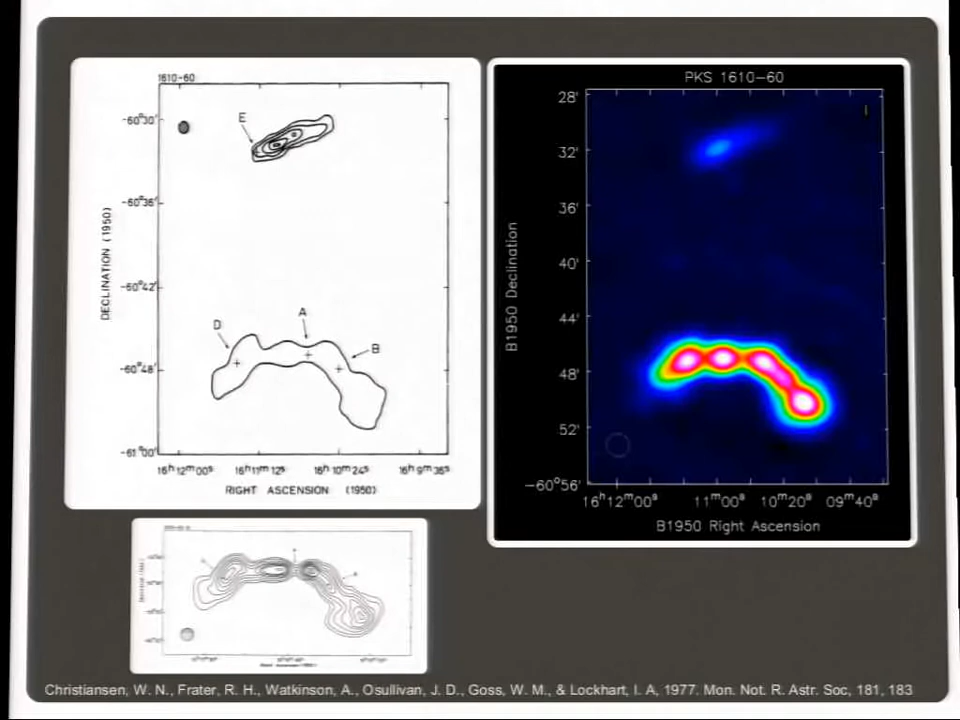 1610-60
E
-60°30'
-60°36'
-60°42'
DECLINATION (1950)
D
A
B
-60°48'
-61°00'
16h12m00s 16h11m12s 16h10m24s 16h9m36s
RIGHT ASCENSION (1950)
PKS 1610-60
28'
32'
36'
40'
44'
48'
52'
-60°56'
B1950 Declination
16h12m00s 11m00s 10m20s 09m40s
B1950 Right Ascension
Christiansen, W. N., Frater, R. H., Watkinson, A., Osullivan, J. D., Goss, W. M., & Lockhart, I. A, 1977. Mon. Not. R. Astr. Soc, 181, 183